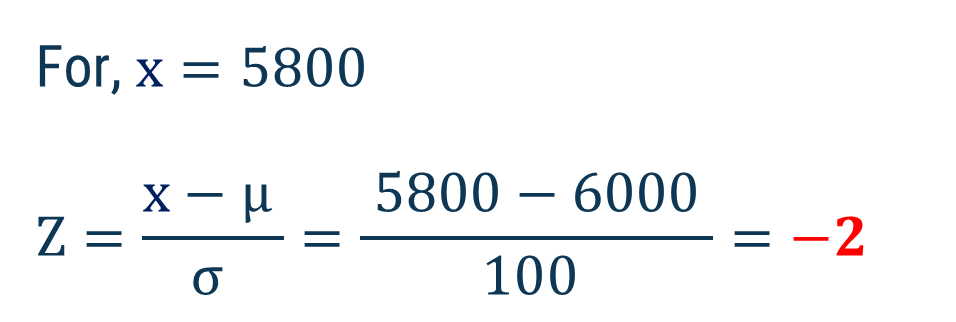 For, x = 5800
Z = x − μ / σ = 5800 − 6000 / 100 = −2